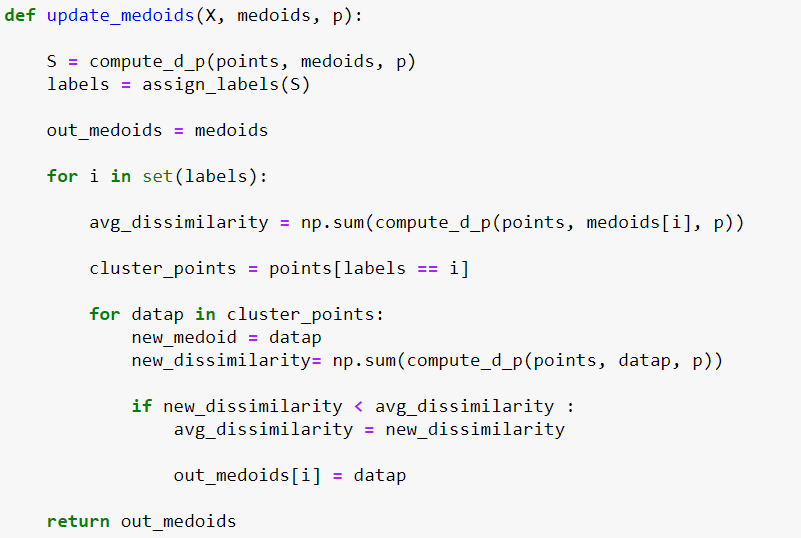 def update_medoids(X, medoids, p):
S = compute_d_p(points, medoids, p)
labels = assign_labels(S)
out_medoids = medoids
for i in set(labels):
avg_dissimilarity = np.sum(compute_d_p(points, medoids[i], p))
cluster_points = points[labels == i]
for datap in cluster_points:
new_medoid = datap
new_dissimilarity= np.sum(compute_d_p(points, datap, p))
if new_dissimilarity < avg_dissimilarity :
avg_dissimilarity = new_dissimilarity
out_medoids[i] = datap
return out_medoids